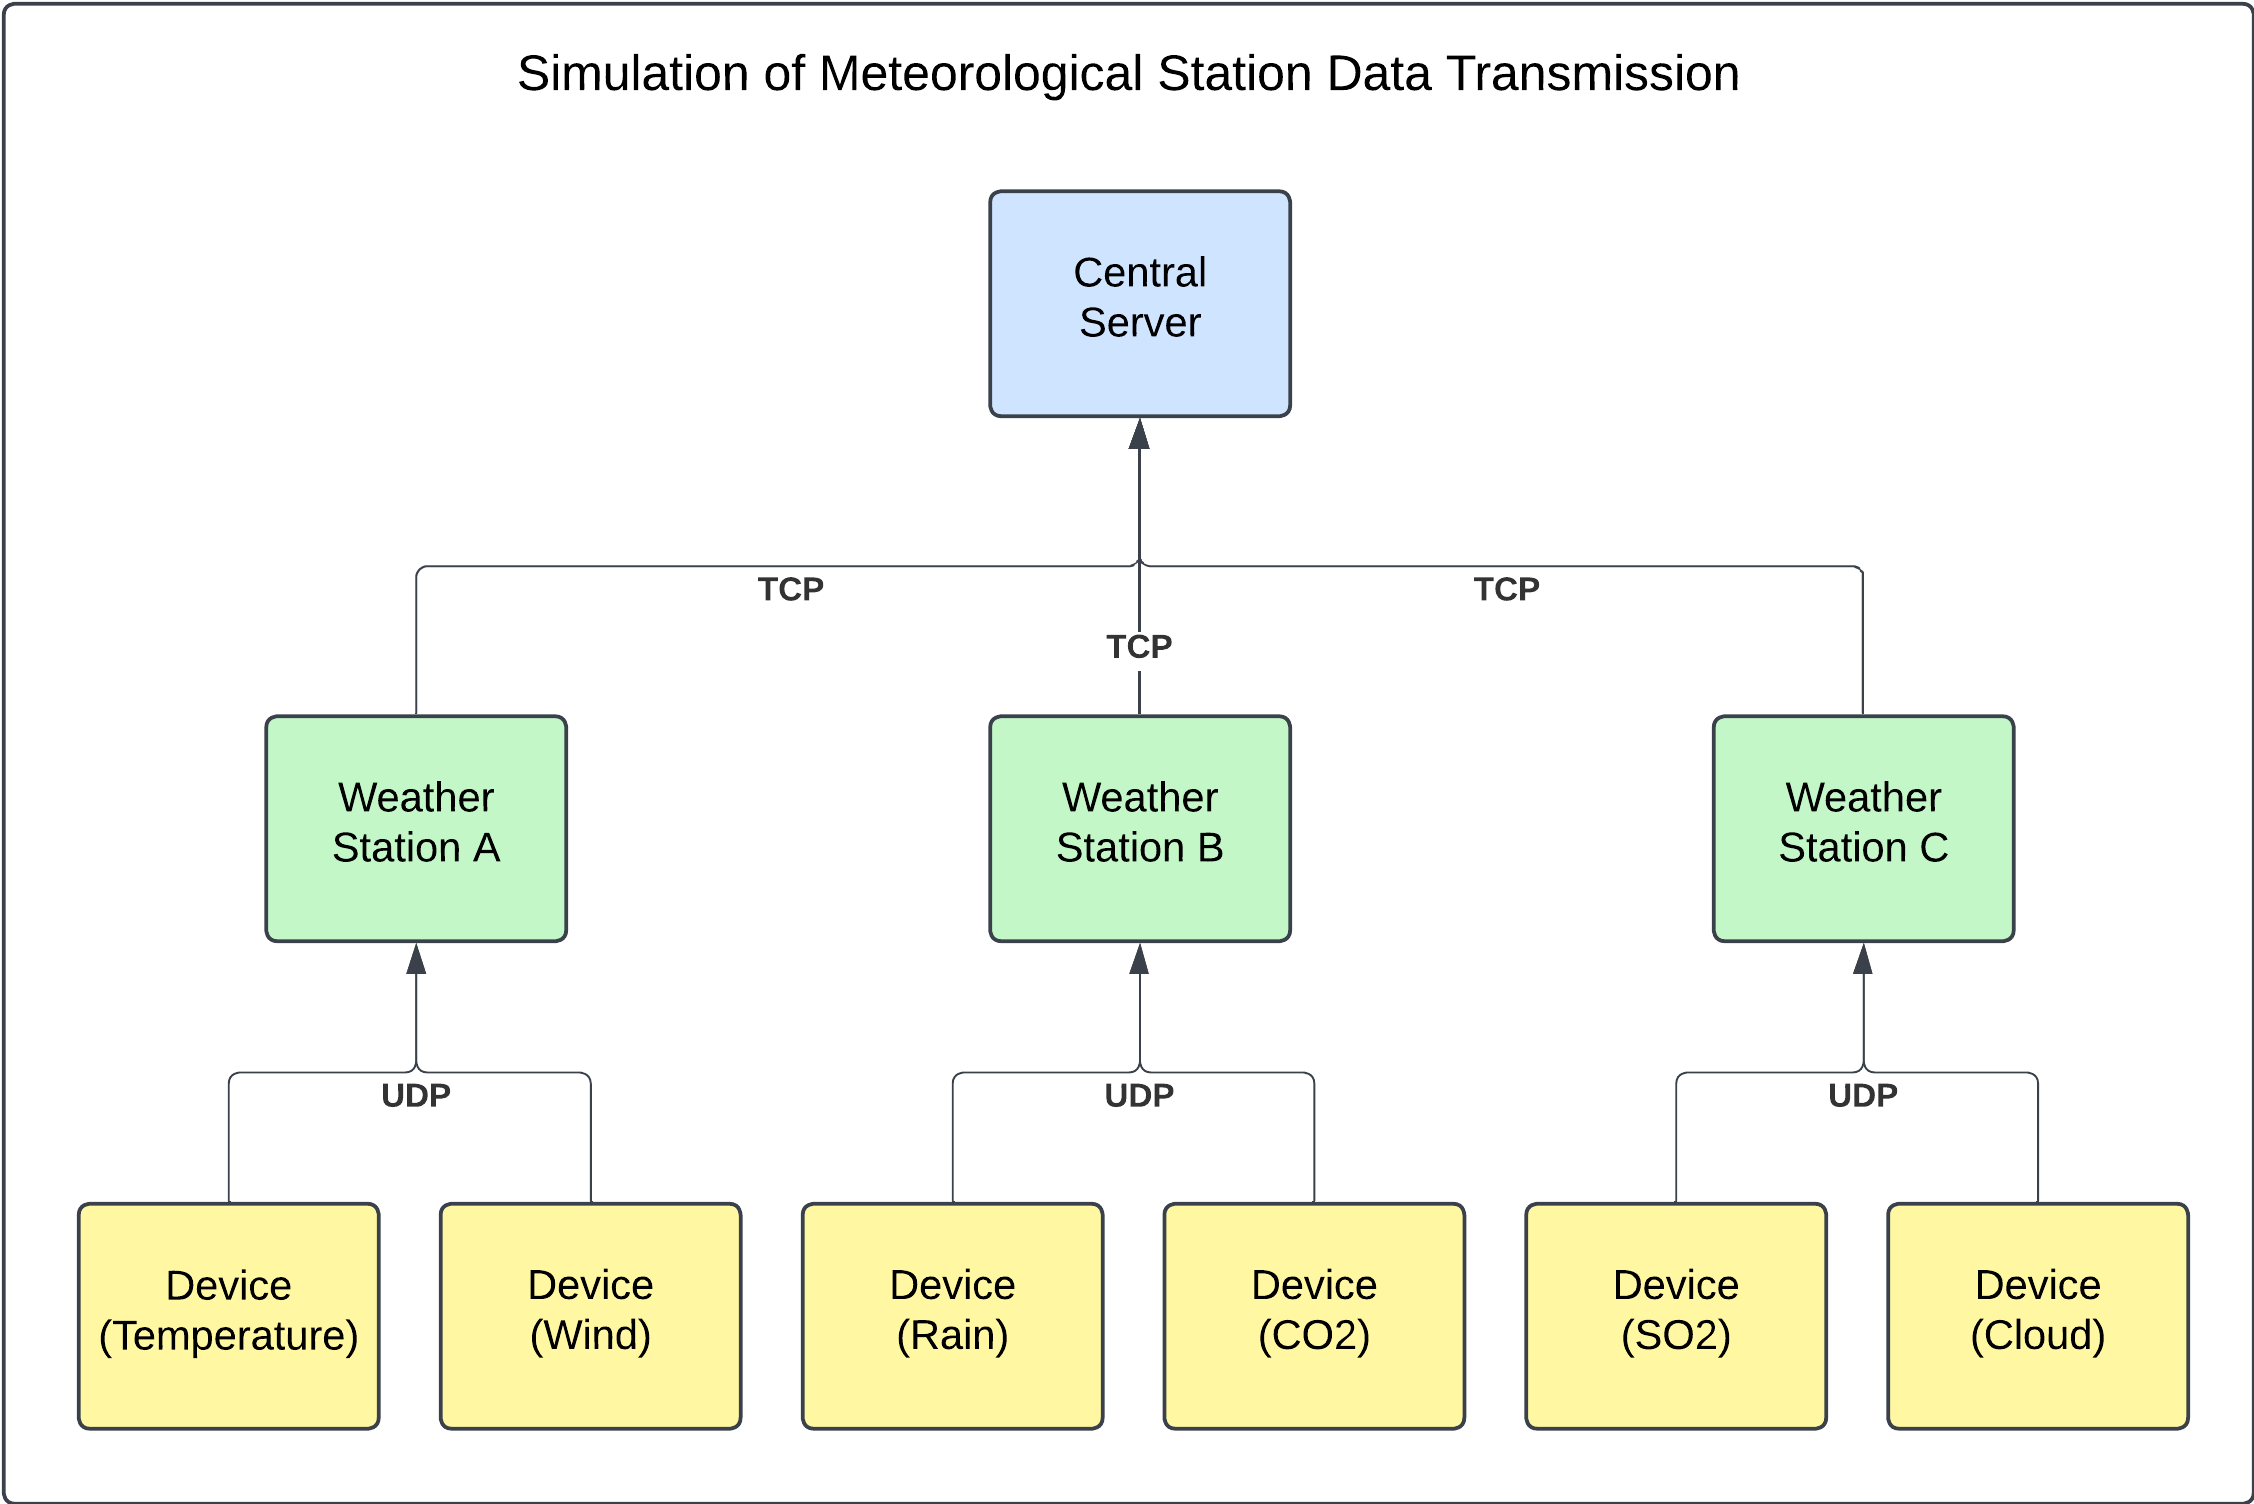 Simulation of Meteorological Station Data Transmission
Central
Server
TCP
TCP
TCP
Weather
Station A
Weather
Station B
Weather
Station C
UDP
UDP
UDP
Device
(Temperature)
Device
(Wind)
Device
(Rain)
Device
(CO2)
Device
(SO2)
Device
(Cloud)